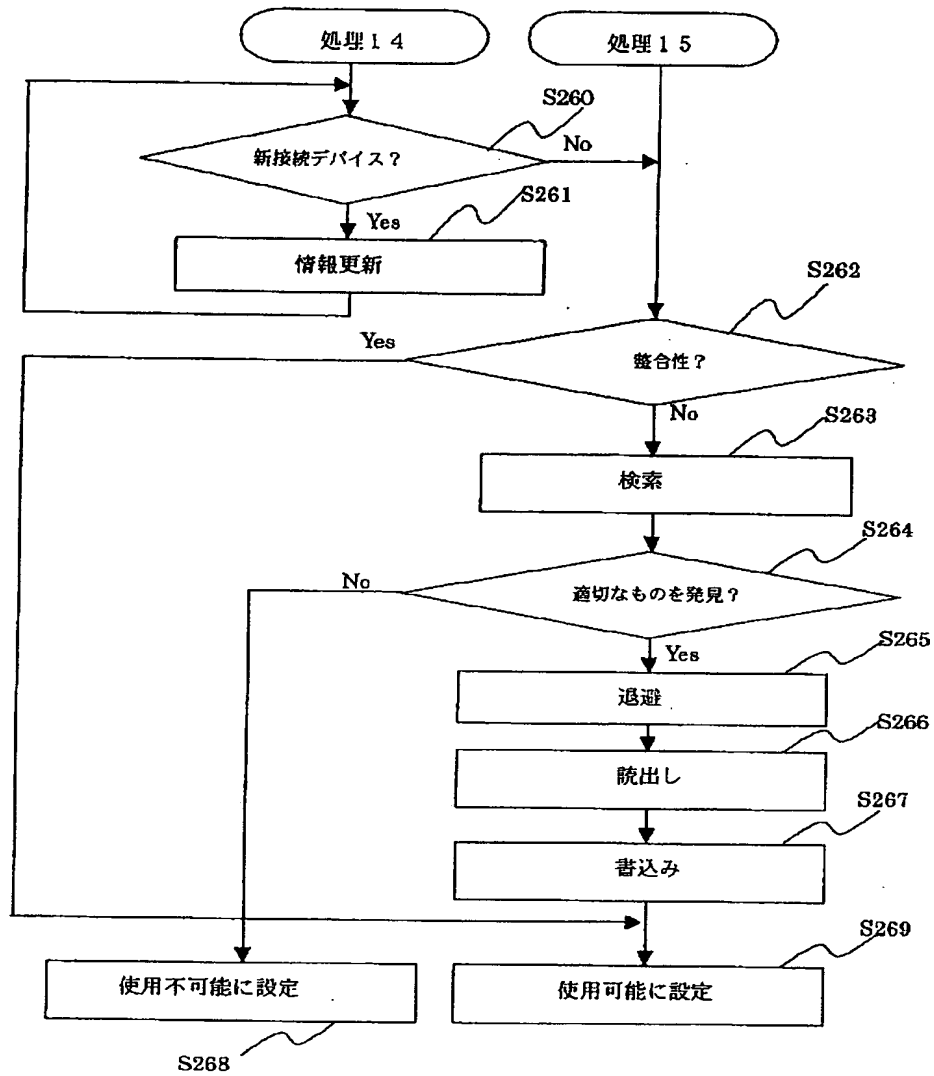 処理14
処理15
S260
新接続デバイス?
No
S261
Yes
情報更新
S262
Yes
整合性?
No
S263
検索
S264
No
適切なものを発見?
S265
Yes
退避
S266
読出し
S267
書込み
S269
使用不可能に設定
使用可能に設定
S268